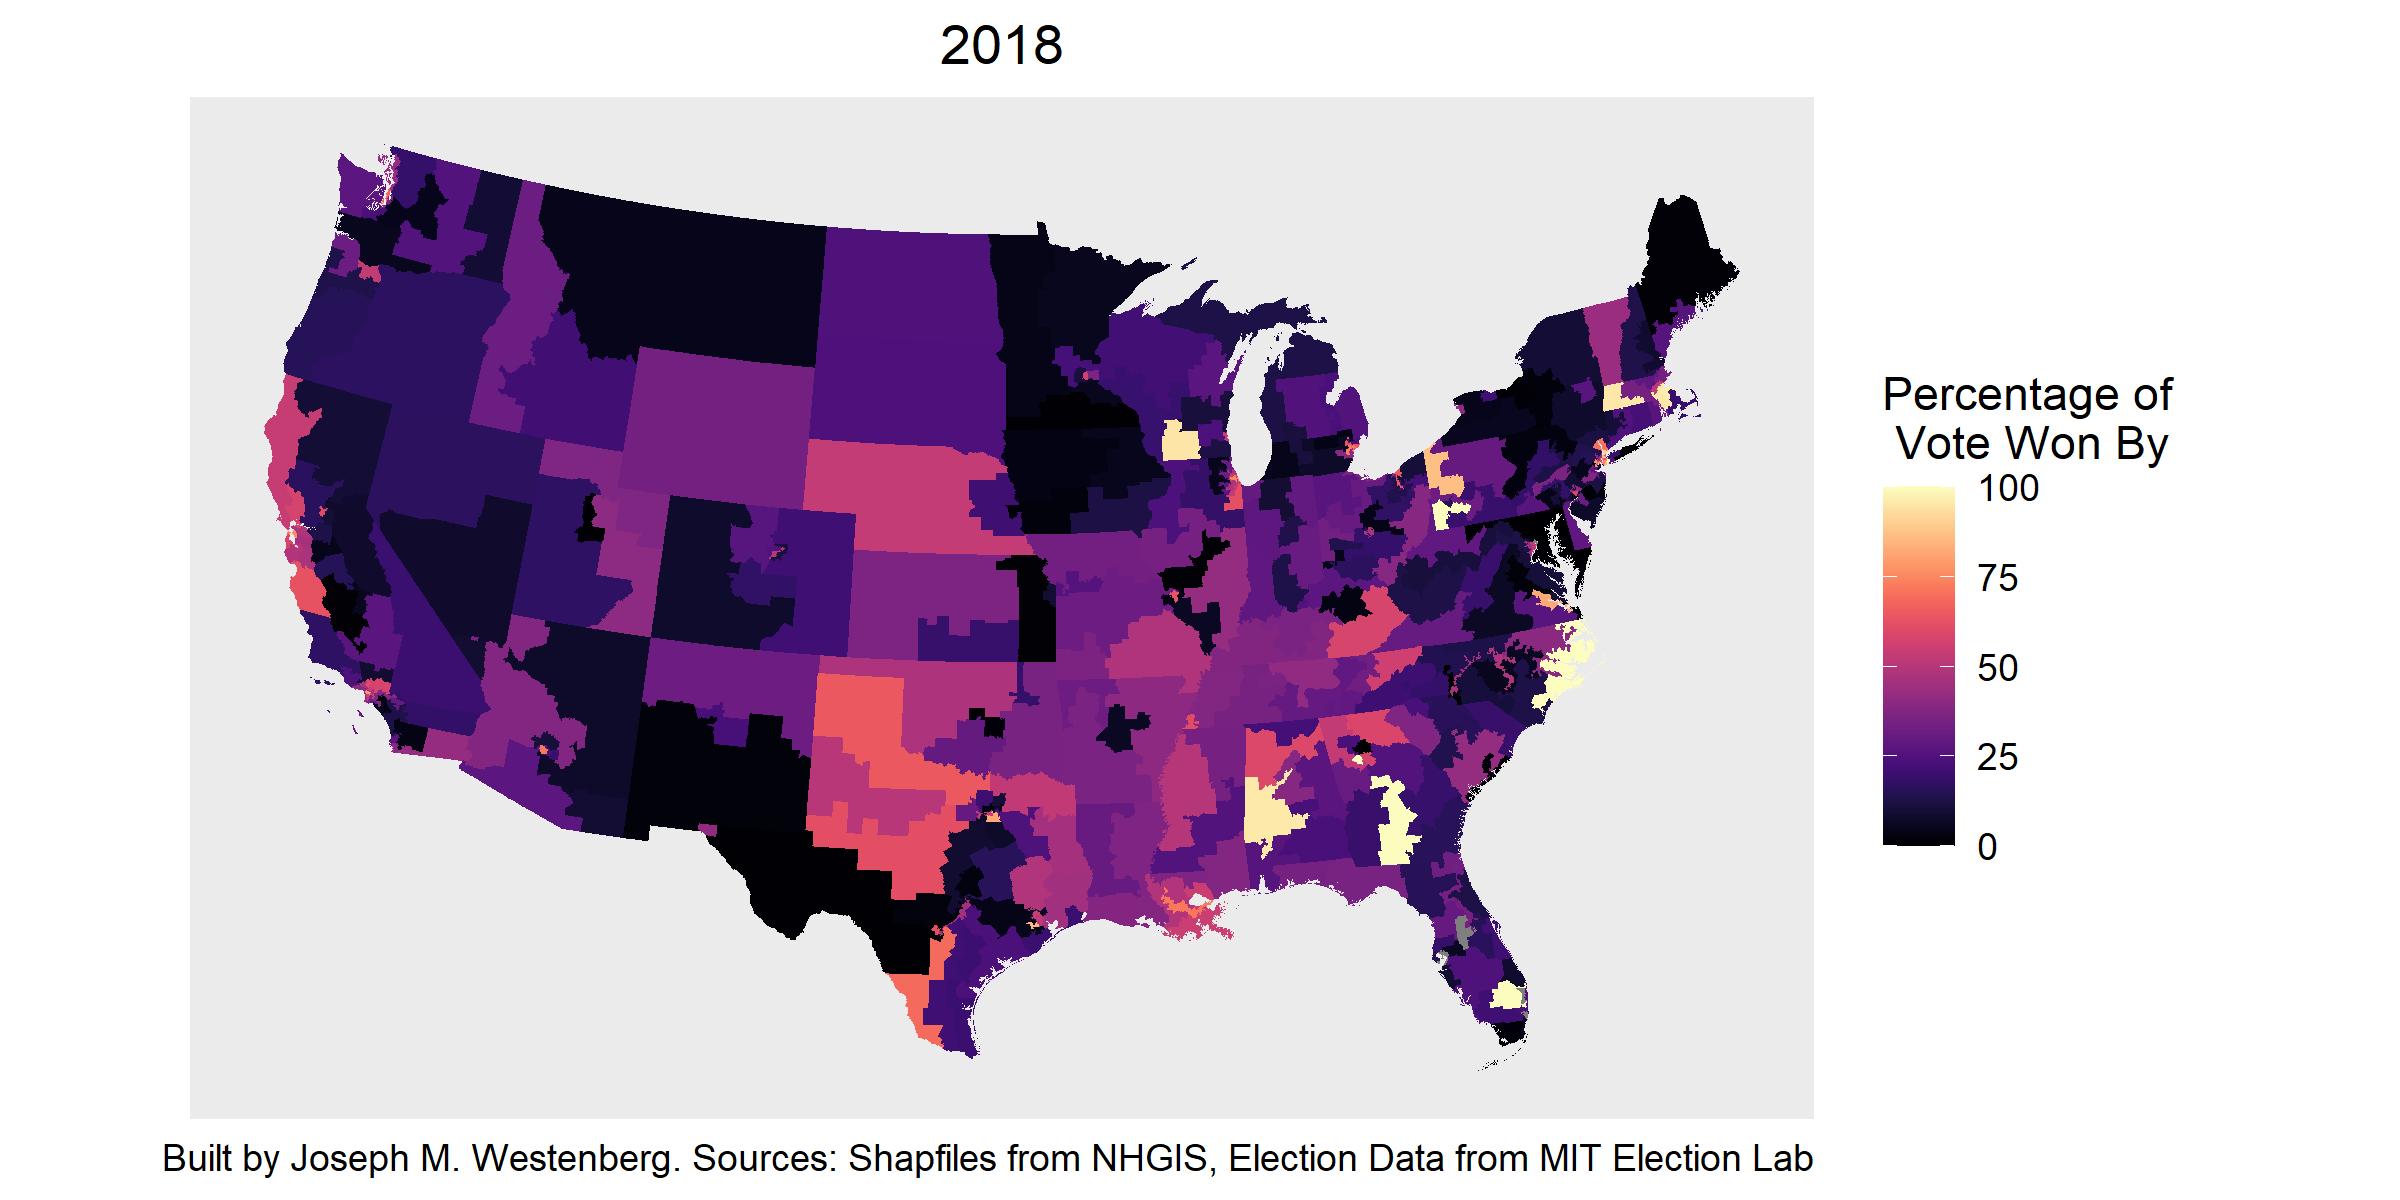 2018
Percentage of
Vote Won By
100
75
50
25
0
Built by Joseph M. Westenberg. Sources: Shapfiles from NHGIS, Election Data from MIT Election Lab